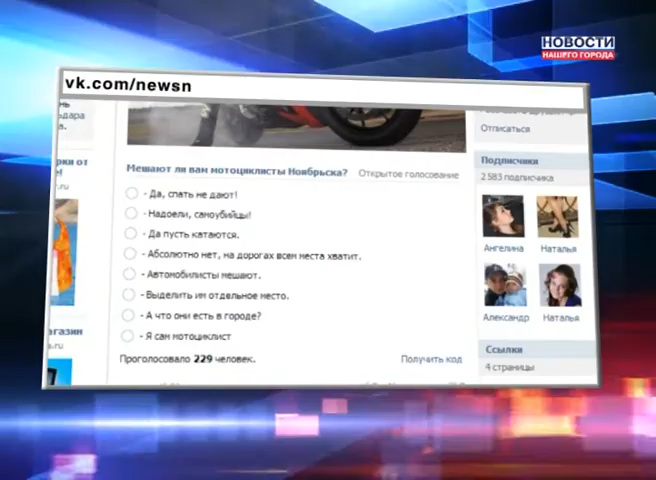 НОВОСТИ
НАШЕГО ГОРОДА
vk.com/newsn
Отписаться
Мешают ли вам мотоциклисты Ноябрьска?
Открытое голосование
- Да, спать не дают!
- Надоели, самоубийцы!
- Да пусть катаются.
- Абсолютно нет, на дорогах всем места хватит.
- Автомобилисты мешают.
- Выделить им отдельное место.
- А что они есть в городе?
- Я сам мотоциклист
Проголосовало 229 человек.
Получить код
Подписчики
2 583 подписчика
Ангелина
Наталья
Александр
Наталья
Ссылки
4 страницы